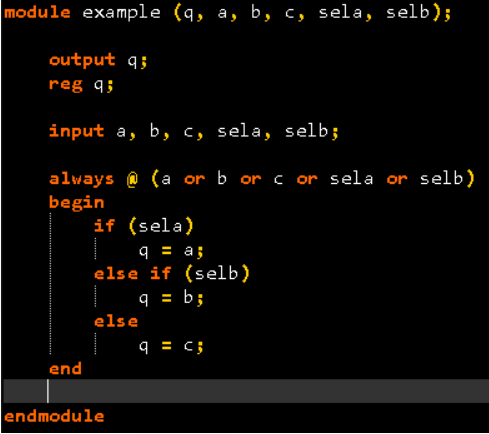 module example (q, a, b, c, sela, selb);
output q;
reg q;
input a, b, c, sela, selb;
always @ (a or b or c or sela or selb)
begin
if (sela)
q = a;
else if (selb)
q = b;
else
q = c;
end
endmodule